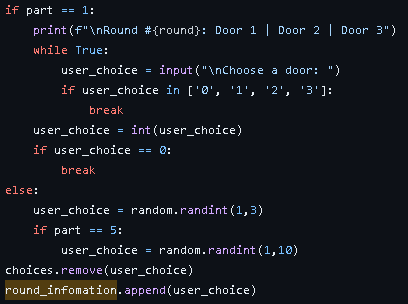 if part == 1:
    print(f"\nRound #{round}: Door 1 | Door 2 | Door 3")
    while True:
        user_choice = input("\nChoose a door: ")
        if user_choice in ['0', '1', '2', '3']:
            break
    user_choice = int(user_choice)
    if user_choice == 0:
        break
else:
    user_choice = random.randint(1,3)
    if part == 5:
        user_choice = random.randint(1,10)
choices.remove(user_choice)
round_infomation.append(user_choice)